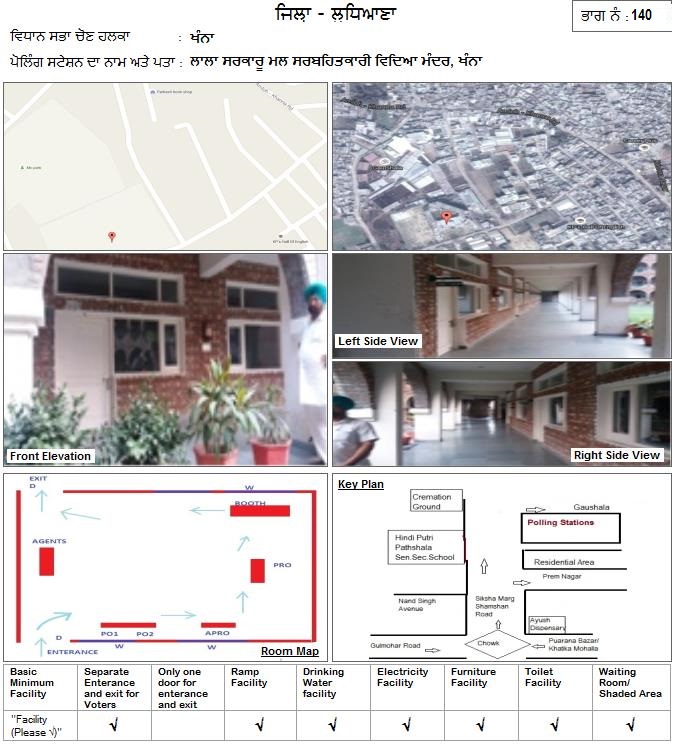 ਜਿਲ੍ਹਾ - ਲੁਧਿਆਣਾ
ਭਾਗ ਨੰ : 140
ਵਿਧਾਨ ਸਭਾ ਚੋਣ ਹਲਕਾ : ਖੰਨਾ
ਪੋਲਿੰਗ ਸਟੇਸ਼ਨ ਦਾ ਨਾਮ ਅਤੇ ਪਤਾ : ਲਾਲਾ ਸਰਕਾਰੂ ਮਲ ਸਰਬਹਿਤਕਾਰੀ ਵਿਦਿਆ ਮੰਦਰ, ਖੰਨਾ
Left Side View
Front Elevation
Right Side View
EXIT
D
W
BOOTH
AGENTS
PRO
D
PO1 PO2 APRO
W W
ENTERANCE
Room Map
Key Plan
Cremation
Ground
Gaushala
Polling Stations
Hindi Putri
Pathshala
Sen.Sec.School
Residential Area
Prem Nagar
Nand Singh
Avenue
Siksha Marg
Shamshan
Road
Ayush
Dispensary
Gulmohar Road
Chowk
Puarana Bazar/
Khatika Mohalla
Basic
Minimum
Facility
Separate
Enterance
and exit for
Voters
Only one
door for
enterance
and exit
Ramp
Facility
Drinking
Water
facility
Electricity
Facility
Furniture
Facility
Toilet
Facility
Waiting
Room/
Shaded Area
"Facility
(Please √)"
√ √ √ √ √ √ √